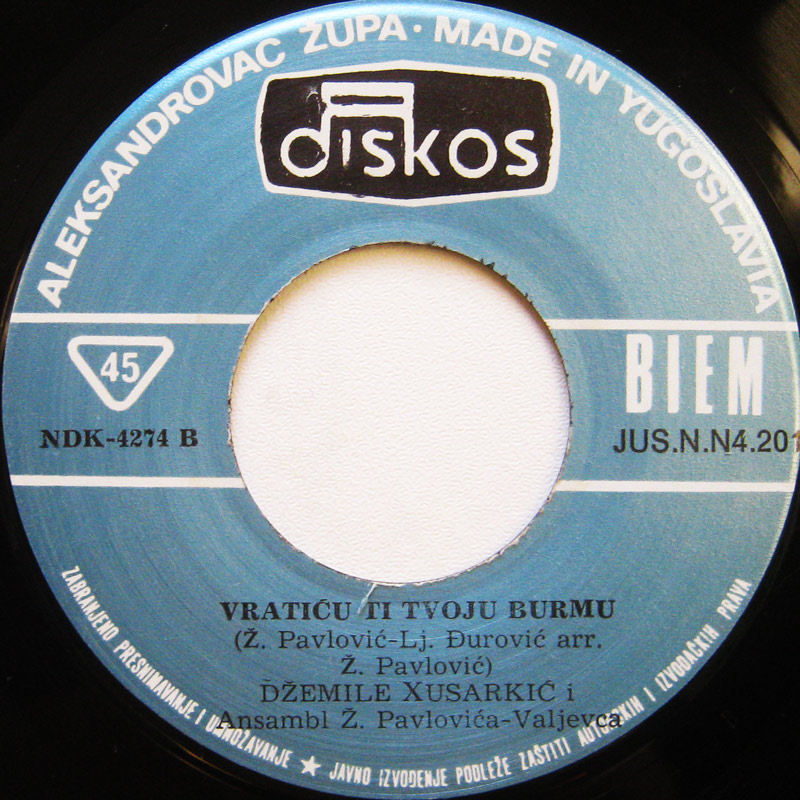 ALEKSANDROVAC ŽUPA · MADE IN YUGOSLAVIA
diskos
45
BIEM
NDK-4274 B
JUS.N.N4.201
VRATIĆU TI TVOJU BURMU
(Ž. Pavlović-Lj. Đurović arr.
Ž. Pavlović)
DŽEMILE XUSARKIĆ i
Ansambl Ž. Pavlovića-Valjevca
ZABRANJENO PRESNIMAVANJE I UMNOŽAVANJE ★ JAVNO IZVOĐENJE PODLEŽE ZAŠTITI AUTORSKIH I IZVOĐAČKIH PRAVA